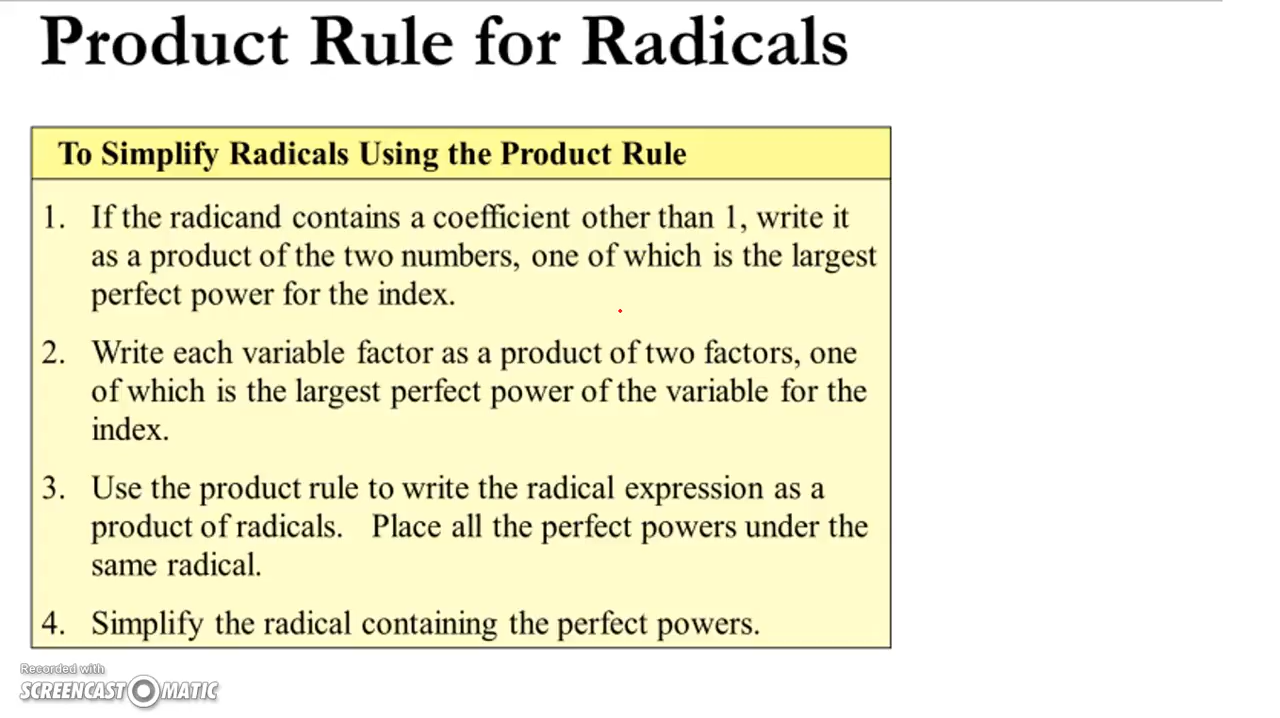 Product Rule for Radicals
To Simplify Radicals Using the Product Rule
1. If the radicand contains a coefficient other than 1, write it
as a product of the two numbers, one of which is the largest
perfect power for the index.
2. Write each variable factor as a product of two factors, one
of which is the largest perfect power of the variable for the
index.
3. Use the product rule to write the radical expression as a
product of radicals. Place all the perfect powers under the
same radical.
4. Simplify the radical containing the perfect powers.
Recorded with
SCREENCAST-O-MATIC